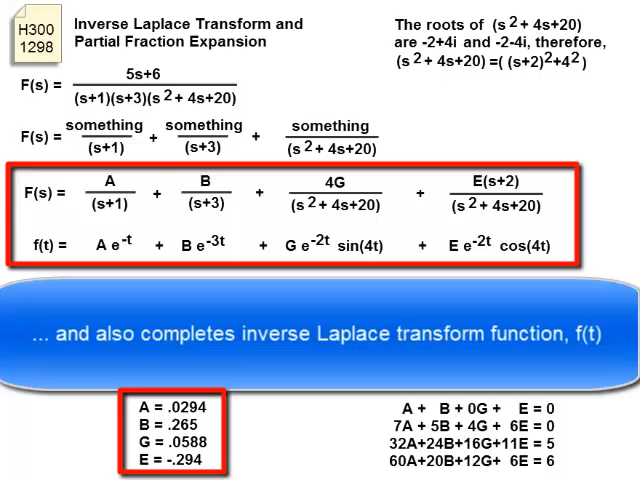 H300
1298
Inverse Laplace Transform and
Partial Fraction Expansion
The roots of (s² + 4s+20)
are -2+4i and -2-4i, therefore,
(s² + 4s+20) =( (s+2)²+4² )
F(s) = 5s+6
(s+1)(s+3)(s² + 4s+20)
F(s) = something + something + something
(s+1) (s+3) (s² + 4s+20)
F(s) = A + B + 4G + E(s+2)
(s+1) (s+3) (s² + 4s+20) (s² + 4s+20)
f(t) = A e-t + B e-3t + G e-2t sin(4t) + E e-2t cos(4t)
... and also completes inverse Laplace transform function, f(t)
A = .0294
B = .265
G = .0588
E = -.294
A + B + 0G + E = 0
7A + 5B + 4G + 6E = 0
32A+24B+16G+11E = 5
60A+20B+12G+ 6E = 6